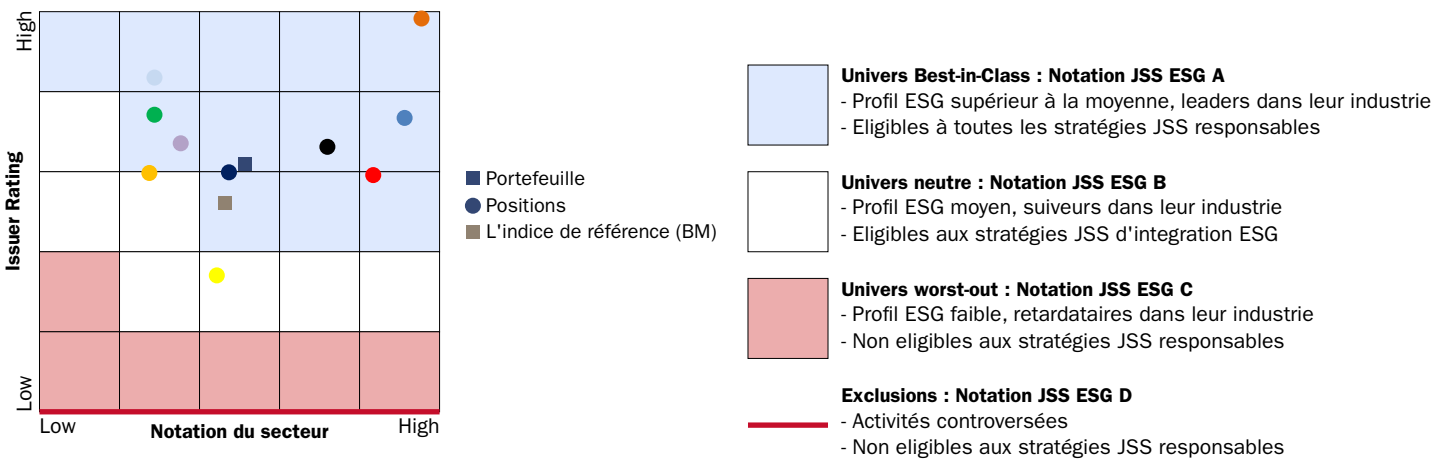 High
Issuer Rating
Low
Low
Notation du secteur
High
Portefeuille
Positions
L'indice de référence (BM)
Univers Best-in-Class : Notation JSS ESG A
- Profil ESG supérieur à la moyenne, leaders dans leur industrie
- Eligibles à toutes les stratégies JSS responsables
Univers neutre : Notation JSS ESG B
- Profil ESG moyen, suiveurs dans leur industrie
- Eligibles aux stratégies JSS d'integration ESG
Univers worst-out : Notation JSS ESG C
- Profil ESG faible, retardataires dans leur industrie
- Non eligibles aux stratégies JSS responsables
Exclusions : Notation JSS ESG D
- Activités controversées
- Non eligibles aux stratégies JSS responsables